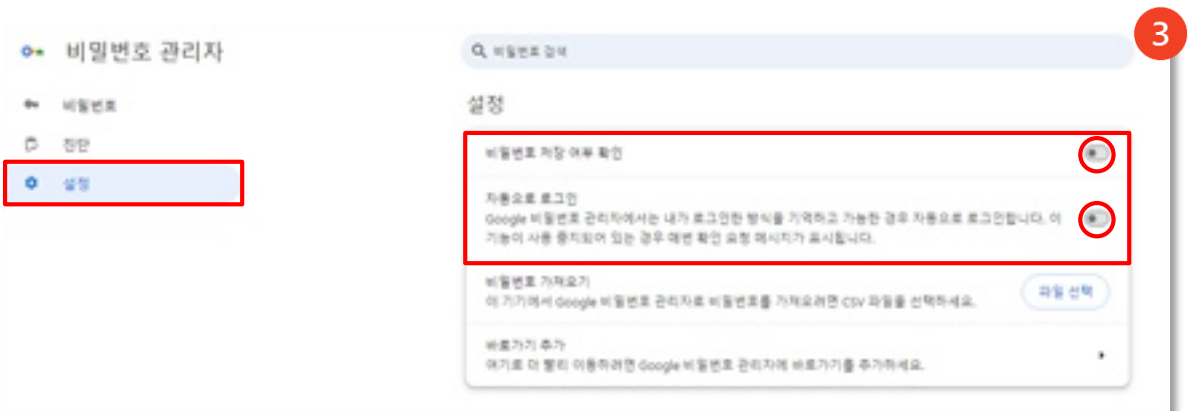 3
비밀번호 관리자
비밀번호 검색
비밀번호
진단
설정
설정
비밀번호 저장 여부 확인
자동으로 로그인
Google 비밀번호 관리자에서는 내가 로그인한 방식을 기억하고 가능한 경우 자동으로 로그인합니다. 이
기능이 사용 중지되어 있는 경우 매번 확인 요청 메시지가 표시됩니다.
비밀번호 가져오기
이 기기에서 Google 비밀번호 관리자로 비밀번호를 가져오려면 CSV 파일을 선택하세요.
파일 선택
바로가기 추가
여기로 더 빨리 이동하려면 Google 비밀번호 관리자에 바로가기를 추가하세요.